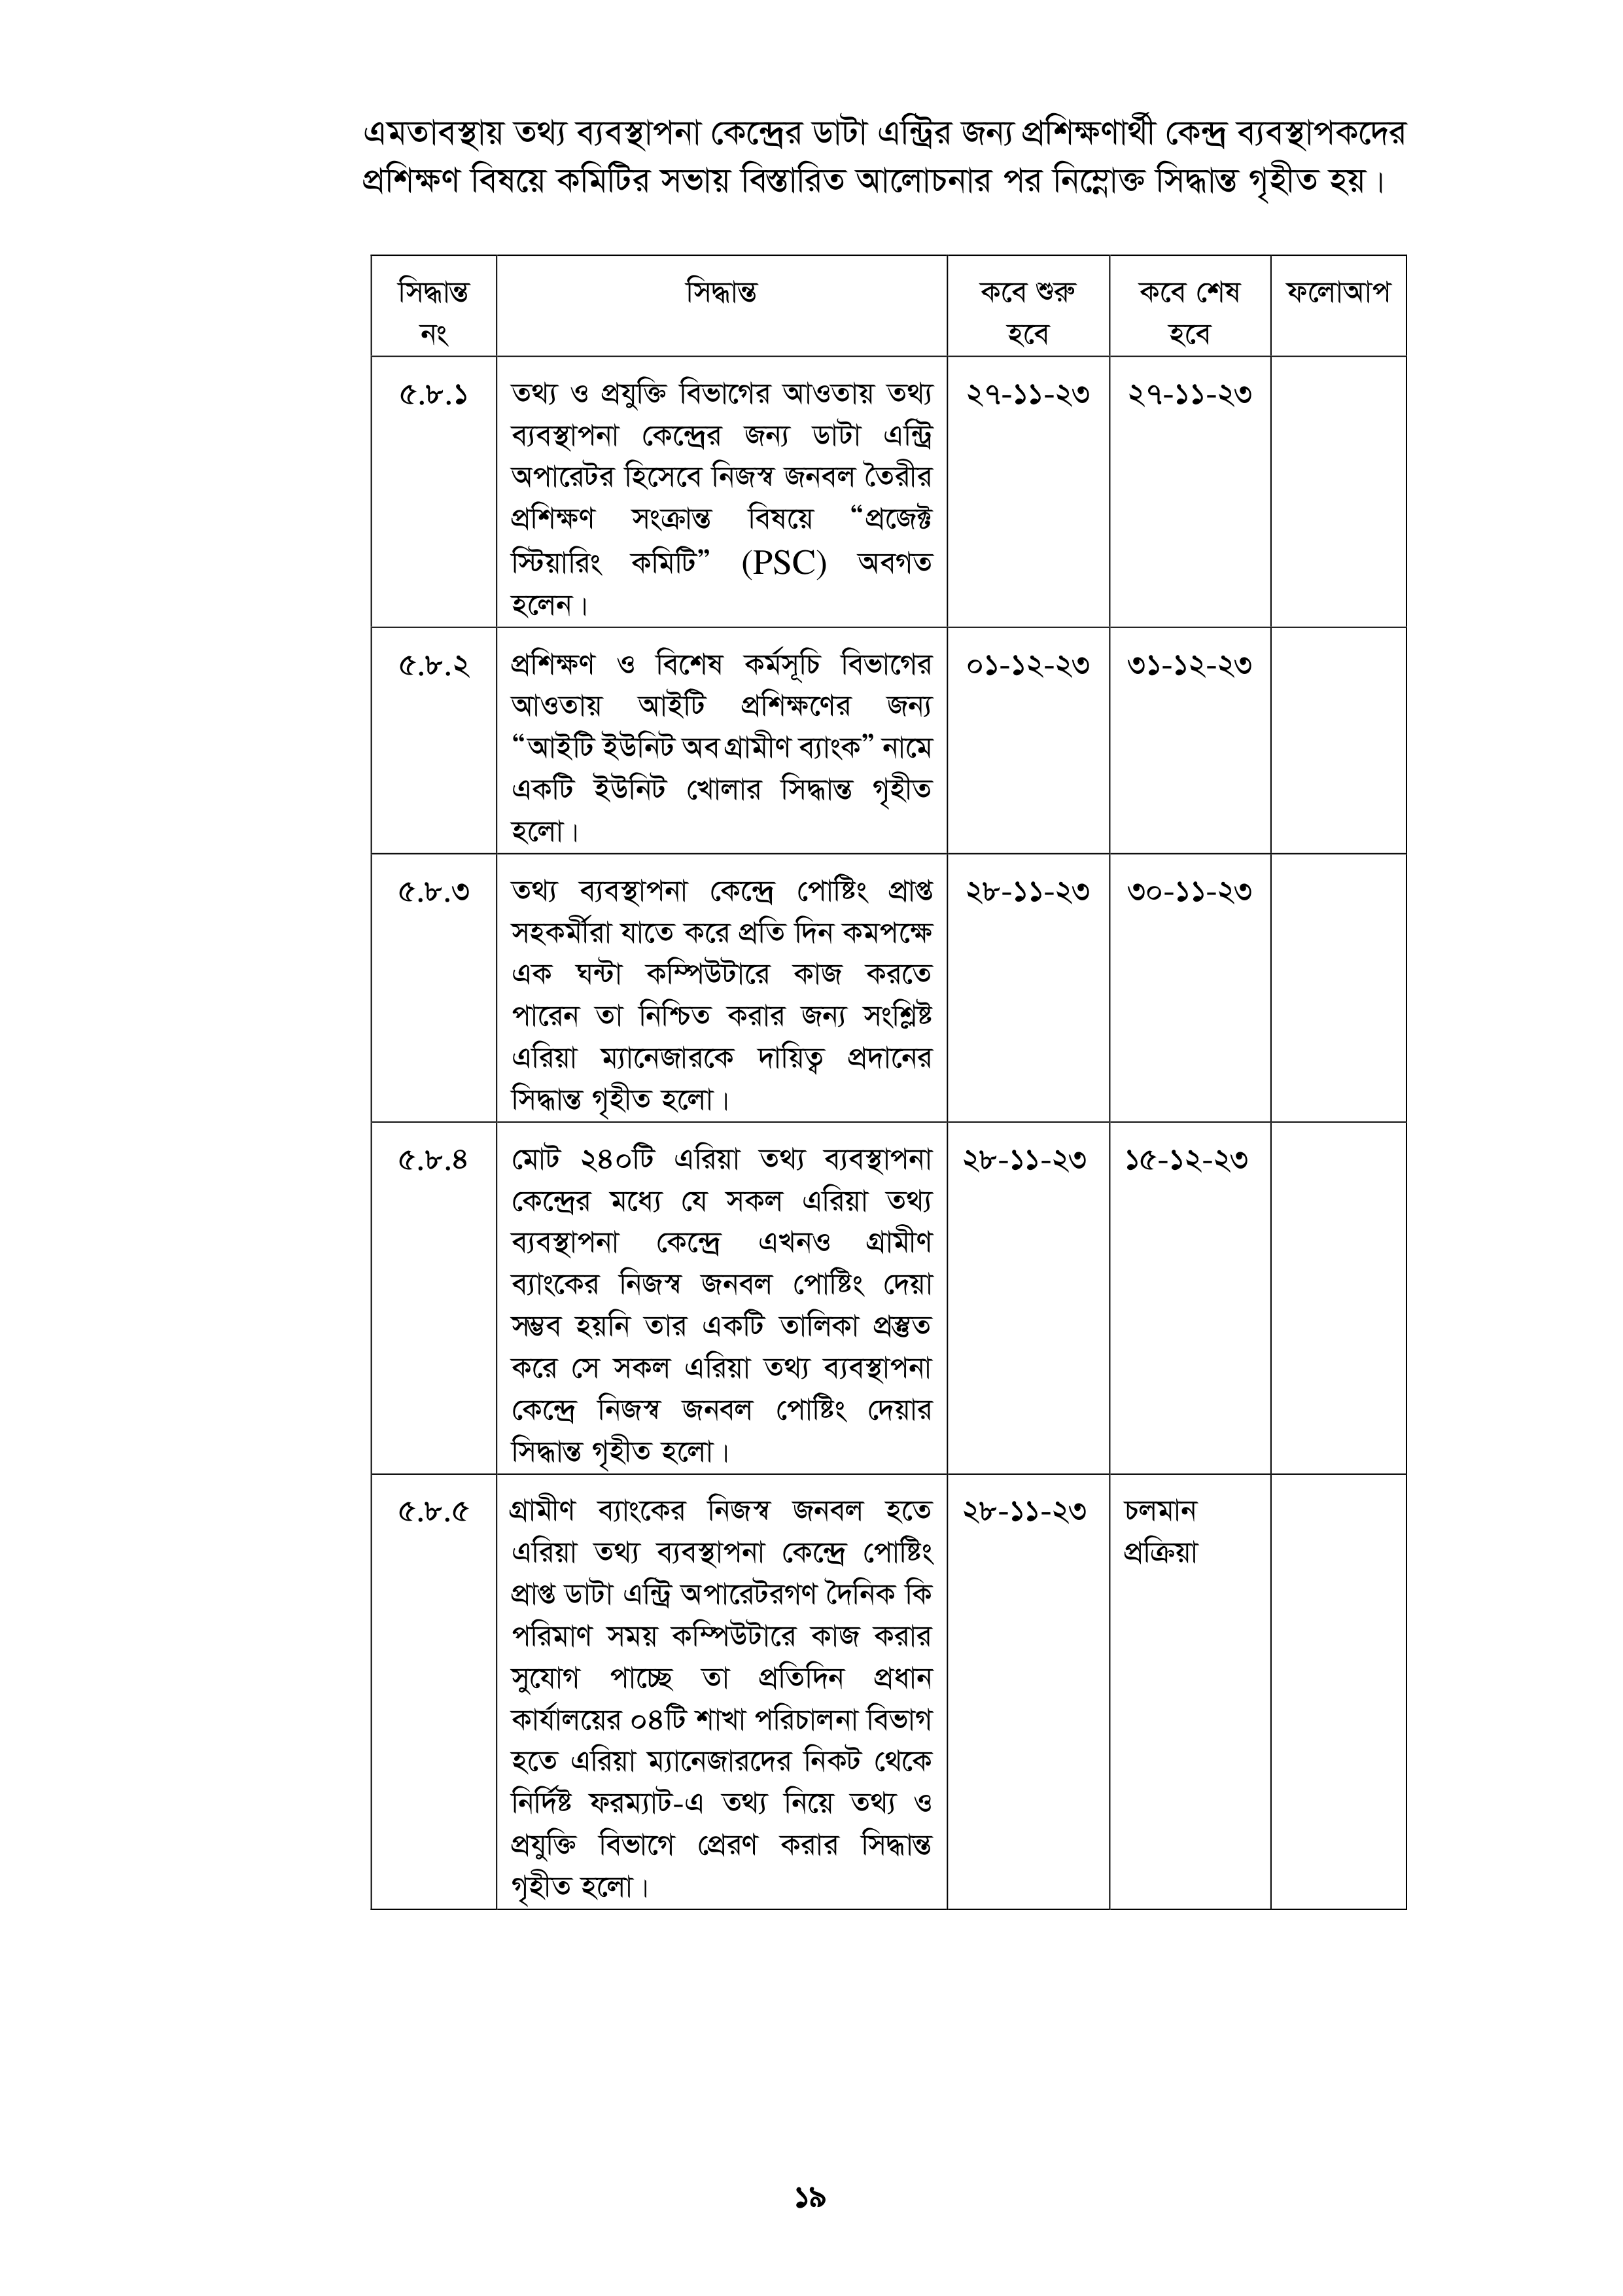 এমতাবস্থায় তথ্য ব্যবস্থাপনা কেন্দ্রের ডাটা এন্ট্রির জন্য প্রশিক্ষণার্থী কেন্দ্র ব্যবস্থাপকদের
প্রশিক্ষণ বিষয়ে কমিটির সভায় বিস্তারিত আলোচনার পর নিম্নোক্ত সিদ্ধান্ত গৃহীত হয়।
সিদ্ধান্ত নং
সিদ্ধান্ত
কবে শুরু হবে
কবে শেষ হবে
ফলোআপ
৫.৮.১
তথ্য ও প্রযুক্তি বিভাগের আওতায় তথ্য
ব্যবস্থাপনা কেন্দ্রের জন্য ডাটা এন্ট্রি
অপারেটর হিসেবে নিজস্ব জনবল তৈরীর
প্রশিক্ষণ সংক্রান্ত বিষয়ে “প্রজেক্ট
স্টিয়ারিং কমিটি” (PSC) অবগত
হলেন।
২৭-১১-২৩
২৭-১১-২৩
৫.৮.২
প্রশিক্ষণ ও বিশেষ কর্মসূচি বিভাগের
আওতায় আইটি প্রশিক্ষণের জন্য
“আইটি ইউনিট অব গ্রামীণ ব্যাংক” নামে
একটি ইউনিট খোলার সিদ্ধান্ত গৃহীত
হলো।
০১-১২-২৩
৩১-১২-২৩
৫.৮.৩
তথ্য ব্যবস্থাপনা কেন্দ্রে পোষ্টিং প্রাপ্ত
সহকর্মীরা যাতে করে প্রতি দিন কমপক্ষে
এক ঘন্টা কম্পিউটারে কাজ করতে
পারেন তা নিশ্চিত করার জন্য সংশ্লিষ্ট
এরিয়া ম্যানেজারকে দায়িত্ব প্রদানের
সিদ্ধান্ত গৃহীত হলো।
২৮-১১-২৩
৩০-১১-২৩
৫.৮.৪
মোট ২৪০টি এরিয়া তথ্য ব্যবস্থাপনা
কেন্দ্রের মধ্যে যে সকল এরিয়া তথ্য
ব্যবস্থাপনা কেন্দ্রে এখনও গ্রামীণ
ব্যাংকের নিজস্ব জনবল পোষ্টিং দেয়া
সম্ভব হয়নি তার একটি তালিকা প্রস্তুত
করে সে সকল এরিয়া তথ্য ব্যবস্থাপনা
কেন্দ্রে নিজস্ব জনবল পোষ্টিং দেয়ার
সিদ্ধান্ত গৃহীত হলো।
২৮-১১-২৩
১৫-১২-২৩
৫.৮.৫
গ্রামীণ ব্যাংকের নিজস্ব জনবল হতে
এরিয়া তথ্য ব্যবস্থাপনা কেন্দ্রে পোষ্টিং
প্রাপ্ত ডাটা এন্ট্রি অপারেটরগণ দৈনিক কি
পরিমাণ সময় কম্পিউটারে কাজ করার
সুযোগ পাচ্ছে তা প্রতিদিন প্রধান
কার্যালয়ের ০৪টি শাখা পরিচালনা বিভাগ
হতে এরিয়া ম্যানেজারদের নিকট থেকে
নির্দিষ্ট ফরম্যাট-এ তথ্য নিয়ে তথ্য ও
প্রযুক্তি বিভাগে প্রেরণ করার সিদ্ধান্ত
গৃহীত হলো।
২৮-১১-২৩
চলমান
প্রক্রিয়া
১৯